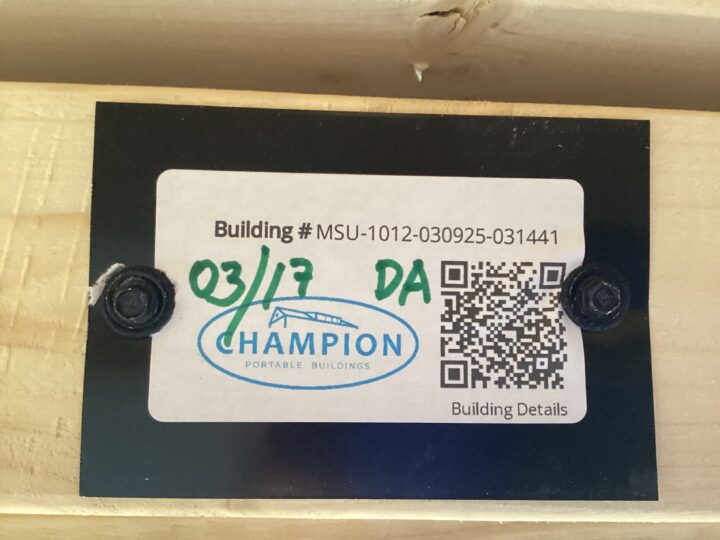 Building # MSU-1012-030925-031441
03/17 DA
CHAMPION
PORTABLE BUILDINGS
Building Details